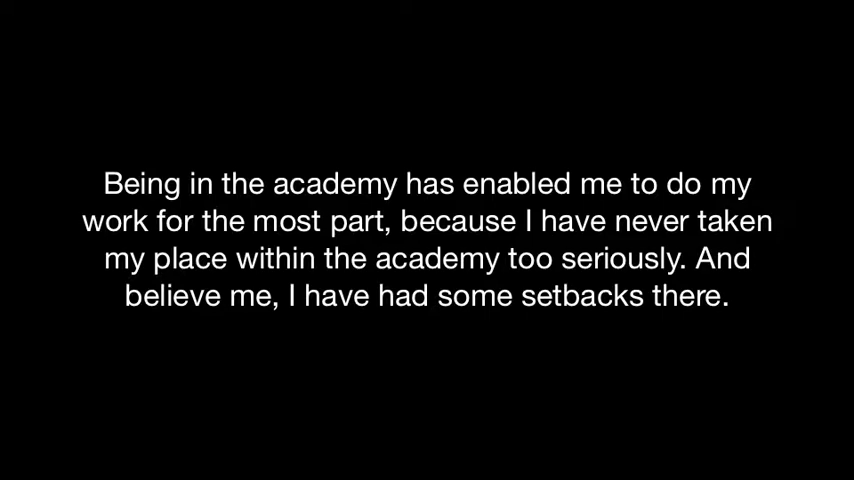 Being in the academy has enabled me to do my
work for the most part, because I have never taken
my place within the academy too seriously. And
believe me, I have had some setbacks there.